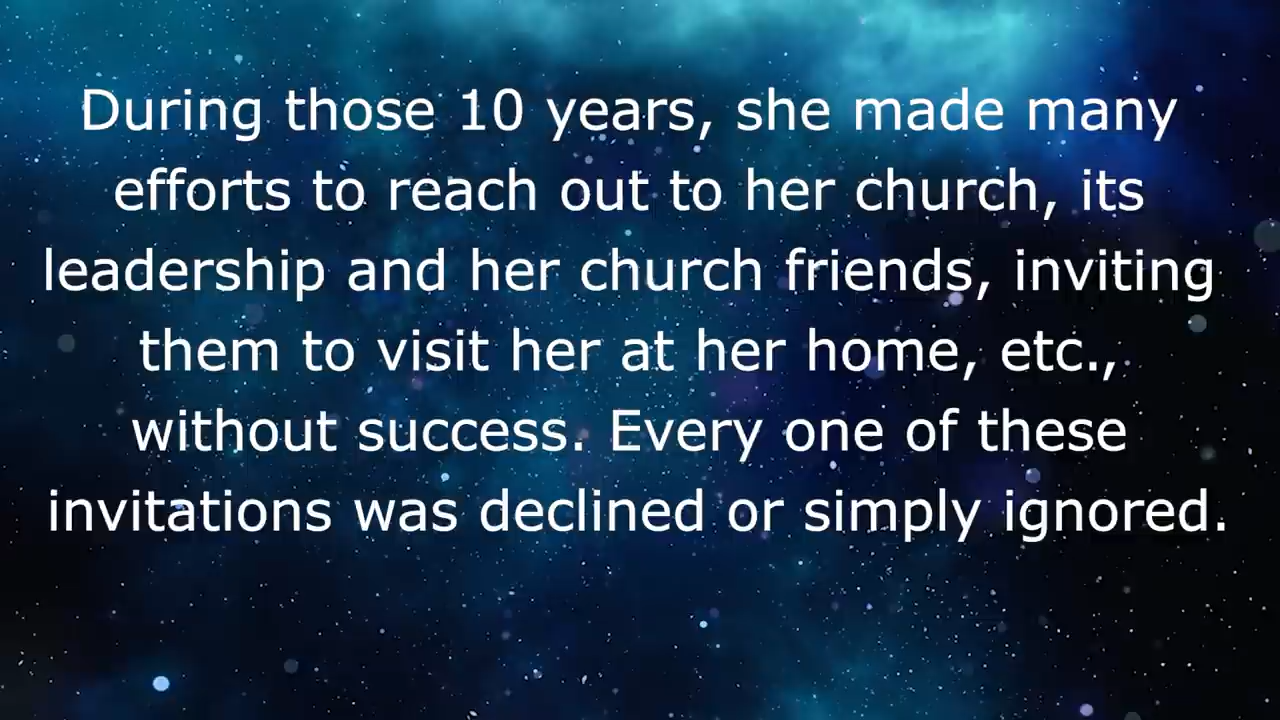 During those 10 years, she made many
efforts to reach out to her church, its
leadership and her church friends, inviting
them to visit her at her home, etc.,
without success. Every one of these
invitations was declined or simply ignored.